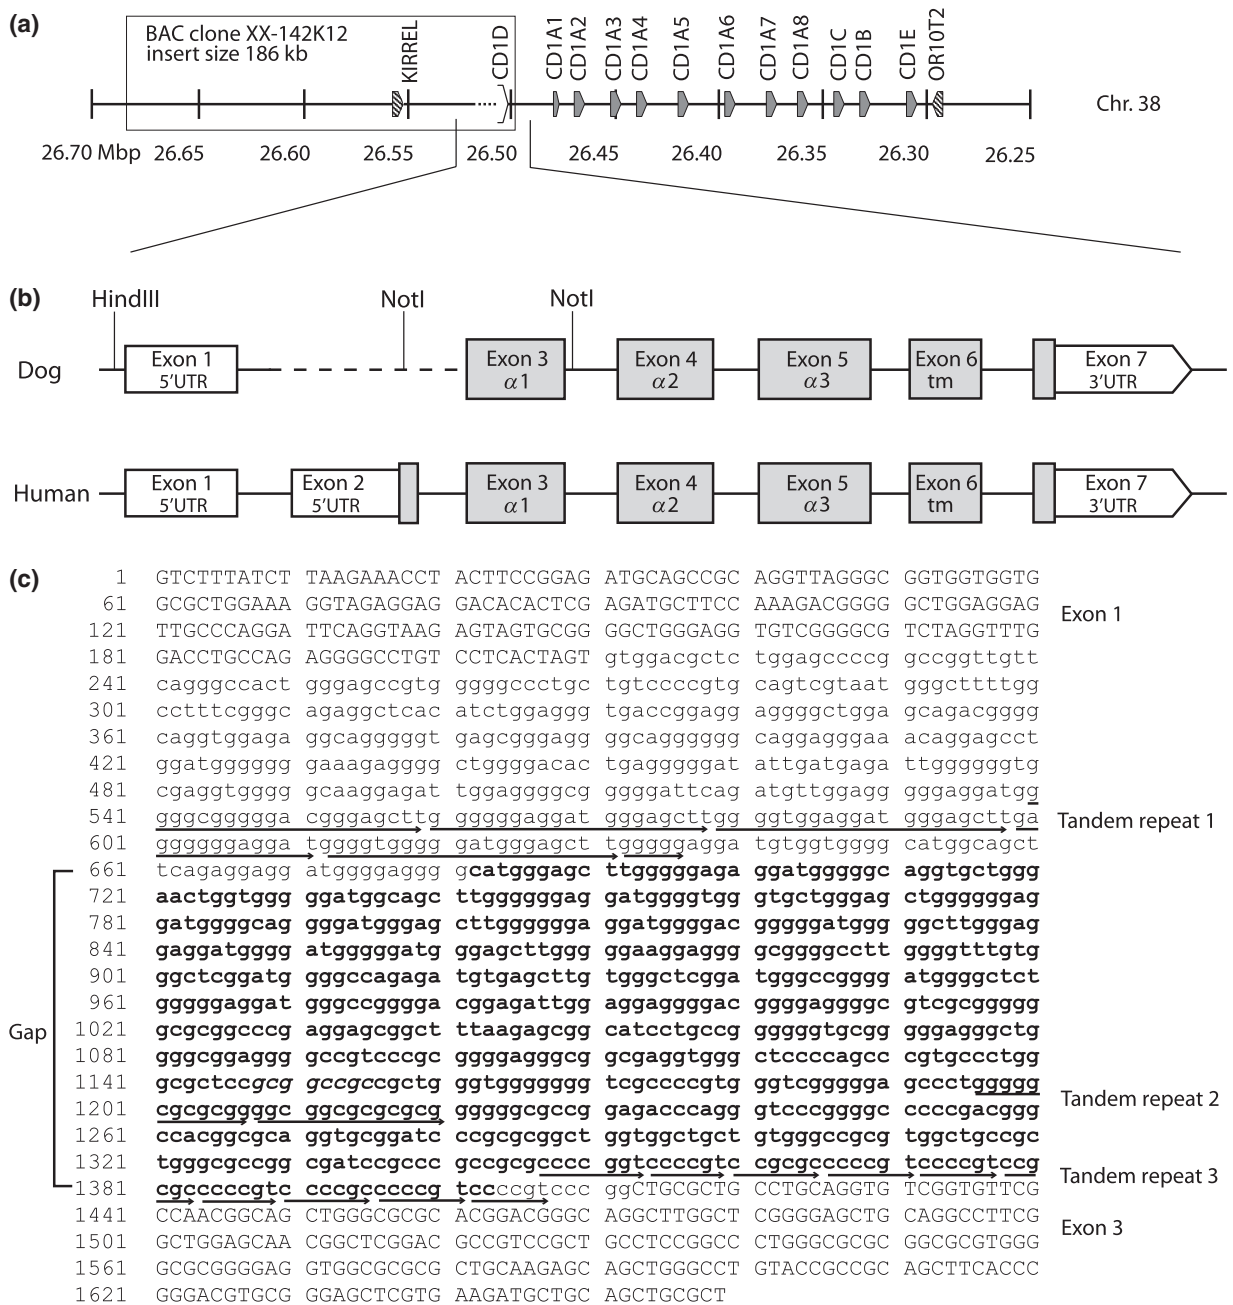 (a)
BAC clone XX-142K12
insert size 186 kb
KIRREL CD1D CD1A1 CD1A2 CD1A3 CD1A4 CD1A5 CD1A6 CD1A7 CD1A8 CD1C CD1B CD1E OR10T2
Chr. 38
26.70 Mbp 26.65 26.60 26.55 26.50 26.45 26.40 26.35 26.30 26.25
(b)
HindIII NotI NotI
Dog Exon 1 5'UTR Exon 3 α1 Exon 4 α2 Exon 5 α3 Exon 6 tm Exon 7 3'UTR
Human Exon 1 5'UTR Exon 2 5'UTR Exon 3 α1 Exon 4 α2 Exon 5 α3 Exon 6 tm Exon 7 3'UTR
(c)
1 GTCTTTATCT TAAGAAACCT ACTTCCGGAG ATGCAGCCGC AGGTTAGGGC GGTGGTGGTG
61 GCGCTGGAAA GGTAGAGGAG GACACACTCG AGATGCTTCC AAAGACGGGG GCTGGAGGAG
Exon 1
121 TTGCCCAGGA TTCAGGTAAG AGTAGTGCGG GGCTGGGAGG TGTCGGGGCG TCTAGGTTTG
181 GACCTGCCAG AGGGGCCTGT CCTCACTAGT gtggacgctc tggagccccg gccggttgtt
241 cagggccact gggagccgtg ggggccctgc tgtccccgtg cagtcgtaat gggcttttgg
301 cctttcgggc agaggctcac atctggaggg tgaccggagg aggggctgga gcagacgggg
361 caggtggaga ggcagggggt gagcgggagg ggcagggggg caggagggaa acaggagcct
421 ggatgggggg gaaagagggg ctggggacac tgagggggat attgatgaga ttggggggtg
481 cgaggtgggg gcaaggagat tggaggggcg ggggattcag atgttggagg gggaggatgg
541 gggcggggga cgggagcttg gggggaggat gggagcttgg ggtggaggat gggagcttga
Tandem repeat 1
601 ggggggagga tggggtgggg gatgggagct tgggggagga tgtggtgggg catggcagct
661 tcagaggagg atggggaggg gcatgggagc ttgggggaga ggatgggggc aggtgctggg
721 aactggtggg ggatggcagc ttggggggag gatggggtgg gtgctgggag ctggggggag
781 gatggggcag gggatgggag cttgggggga ggatggggac gggggatggg ggcttgggg
841 gaggatgggg atgggggatg ggagcttggg ggaaggaggg gcggggcctt ggggtttgtg
901 ggctcggatg gggccagaga tgtgagcttg tgggctcgga tgggccgggg atggggctct
961 gggggaggat gggccgggga cggagattgg aggaggggac ggggaggggc gtcgcggggg
Gap
1021 gcgcggcccg aggagcggct ttaagagcgg catcctgccg gggggtgcgg gggagggctg
1081 gggcggaggg gccgtcccgc ggggagggcg gcgaggtggg ctccccagcc cgtgccctgg
1141 gcgctccgcg gccgccgctg ggtggggggg tcgccccgtg ggtcggggga gccctggggg
Tandem repeat 2
1201 cgcgcggggc ggcgcgcgcg gggggcgccg gagacccagg gtcccggggc ccccgacggg
1261 ccacggcgca ggtgcggatc ccgcgcggct ggtggctgct gtgggccgcg tggctgccgc
1321 tgggcgccgg cgatccgccc gccgcgcccc ggtccccgtc cgcgccccgt ccccgtccg
Tandem repeat 3
1381 cgcccccgtc cccgcccccg tccccgtccc ggCTGCGCTG CCTGCAGGTG TCGGTGTTCG
1441 CCAACGGCAG CTGGGCGCGC ACGGACGGGC AGGCTTGGCT CGGGGAGCTG CAGGCCTTCG
Exon 3
1501 GCTGGAGCAA CGGCTCGGAC GCCGTCCGCT GCCTCCGGCC CTGGGCGCGC GGCGCGTGGG
1561 GCGCGGGGAG GTGGCGCGCG CTGCAAGAGC AGCTGGGCCT GTACCGCCGC AGCTTCACCC
1621 GGGACGTGCG GGAGCTCGTG AAGATGCTGC AGCTGCGCT